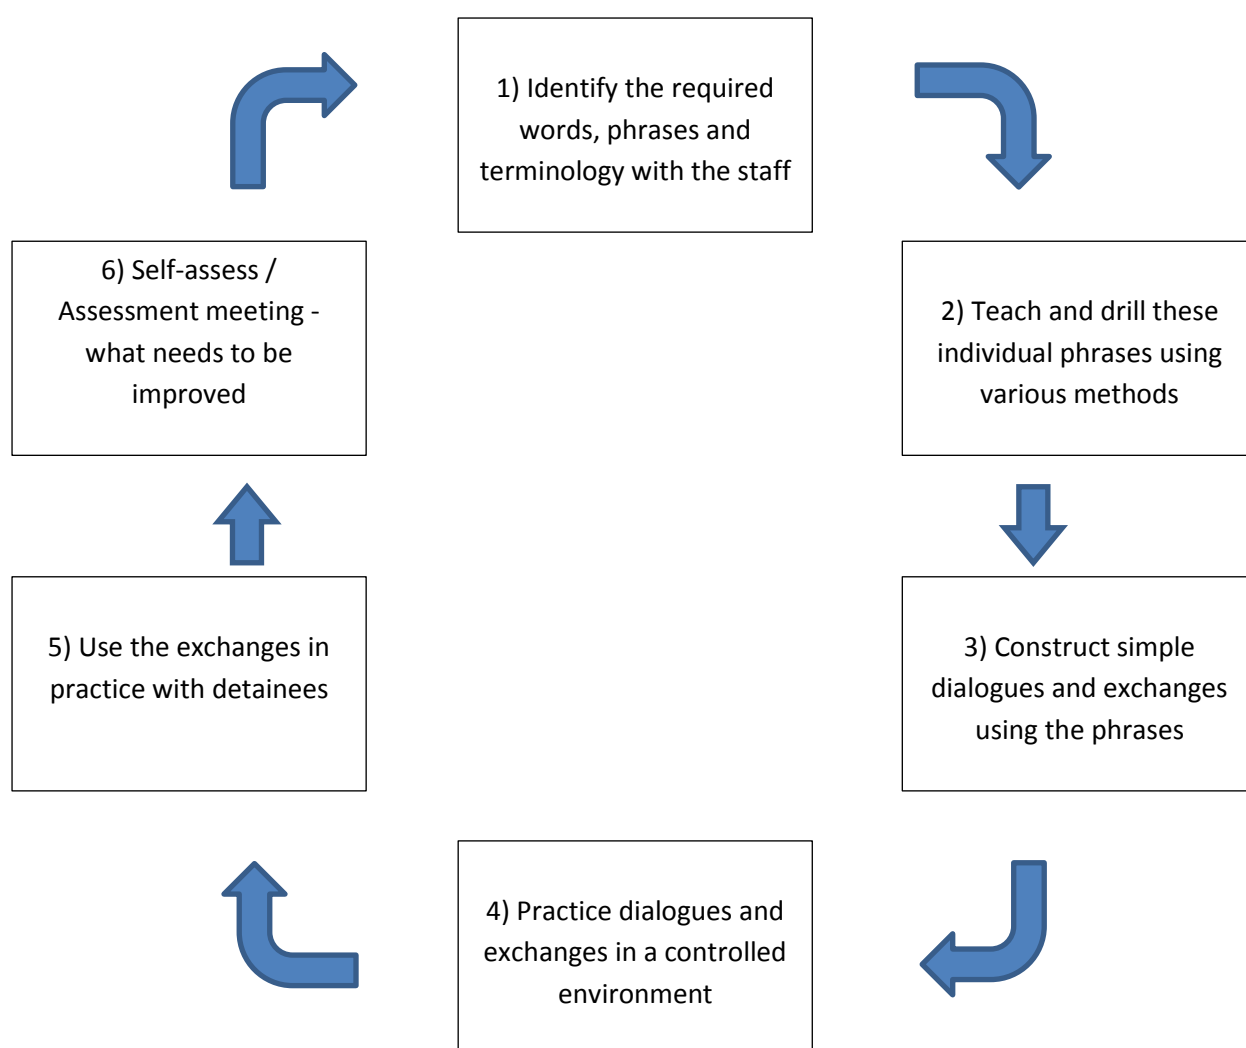 1) Identify the required
words, phrases and
terminology with the staff
2) Teach and drill these
individual phrases using
various methods
3) Construct simple
dialogues and exchanges
using the phrases
4) Practice dialogues and
exchanges in a controlled
environment
5) Use the exchanges in
practice with detainees
6) Self-assess /
Assessment meeting -
what needs to be
improved